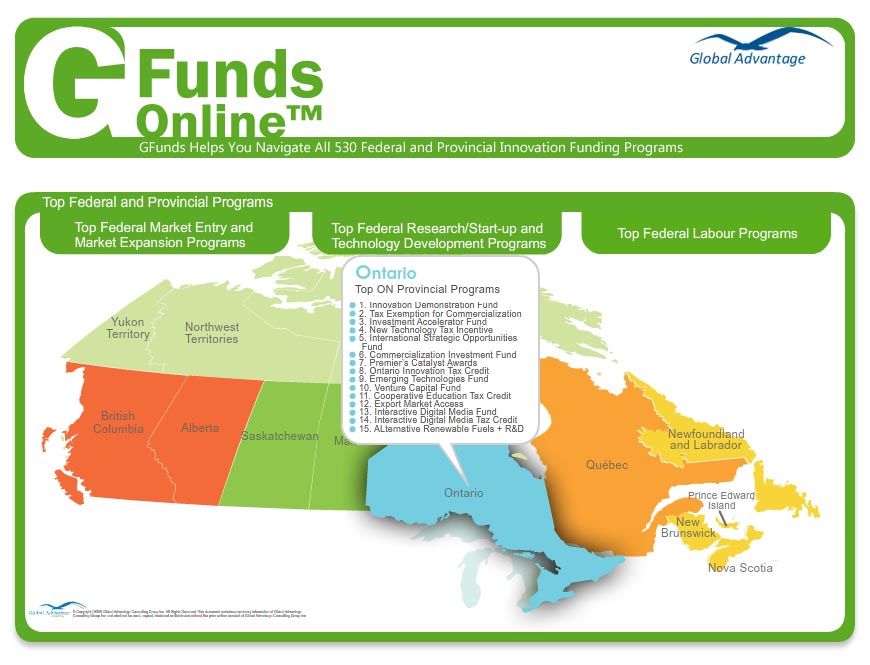 G Funds
Online™
Global Advantage
GFunds Helps You Navigate All 530 Federal and Provincial Innovation Funding Programs
Top Federal and Provincial Programs
Top Federal Market Entry and
Market Expansion Programs
Top Federal Research/Start-up and
Technology Development Programs
Top Federal Labour Programs
Ontario
Top ON Provincial Programs
1. Innovation Demonstration Fund
2. Tax Exemption for Commercialization
3. Investment Accelerator Fund
4. New Technology Tax Incentive
5. International Strategic Opportunities
Fund
6. Commercialization Investment Fund
7. Premier's Catalyst Awards
8. Ontario Innovation Tax Credit
9. Emerging Technologies Fund
10. Venture Capital Fund
11. Cooperative Education Tax Credit
12. Export Market Access
13. Interactive Digital Media Fund
14. Interactive Digital Media Taz Credit
15. ALternative Renewable Fuels + R&D
Yukon
Territory
Northwest
Territories
British
Columbia
Alberta
Saskatchewan
Ma
Ontario
Québec
Newfoundland
and Labrador
Prince Edward
Island
New
Brunswick
Nova Scotia
Global Advantage